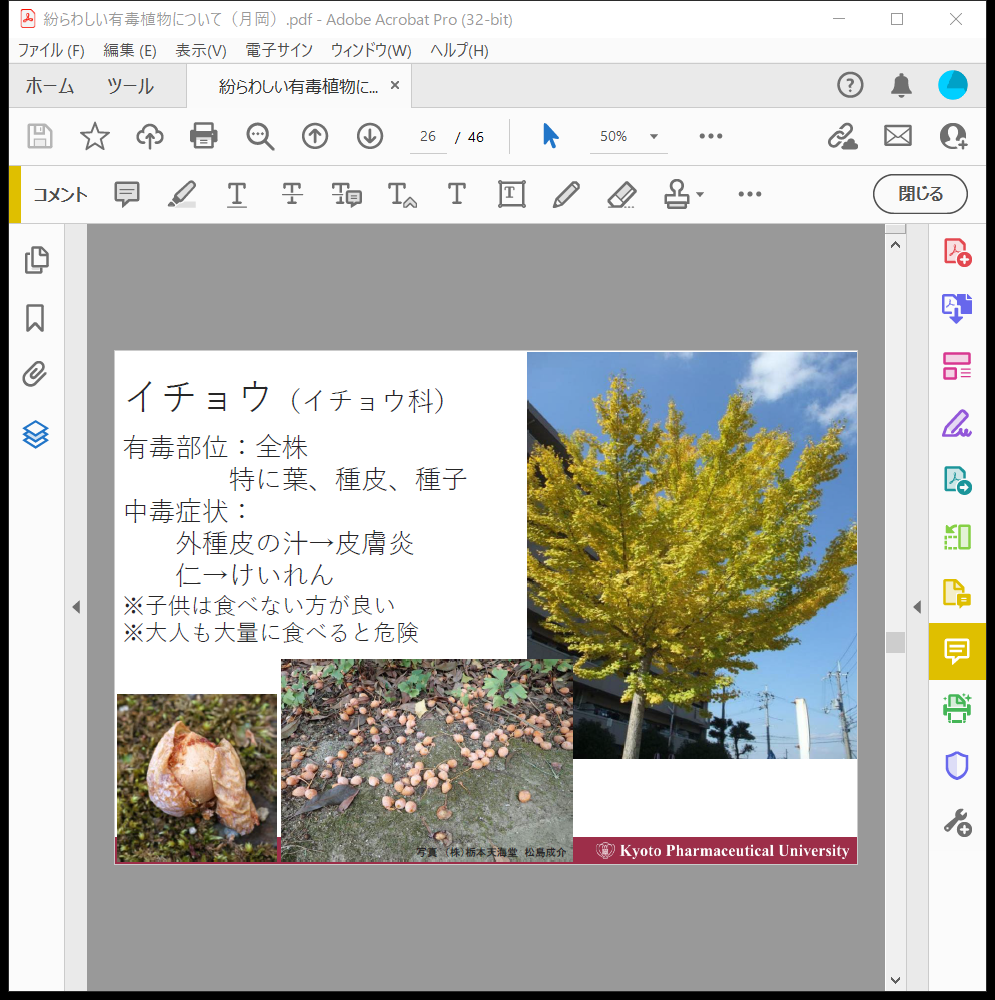 紛らわしい有毒植物について（月岡）.pdf - Adobe Acrobat Pro (32-bit)
ファイル (F) 編集 (E) 表示(V) 電子サイン ウィンドウ(W) ヘルプ(H)
ホーム ツール 紛らわしい有毒植物に... ×
26 / 46 50%
コメント 閉じる
イチョウ（イチョウ科）
有毒部位：全株
特に葉、種皮、種子
中毒症状：
外種皮の汁→皮膚炎
仁→けいれん
※子供は食べない方が良い
※大人も大量に食べると危険
写真 （株）栃本天海堂 松島成介
Kyoto Pharmaceutical University